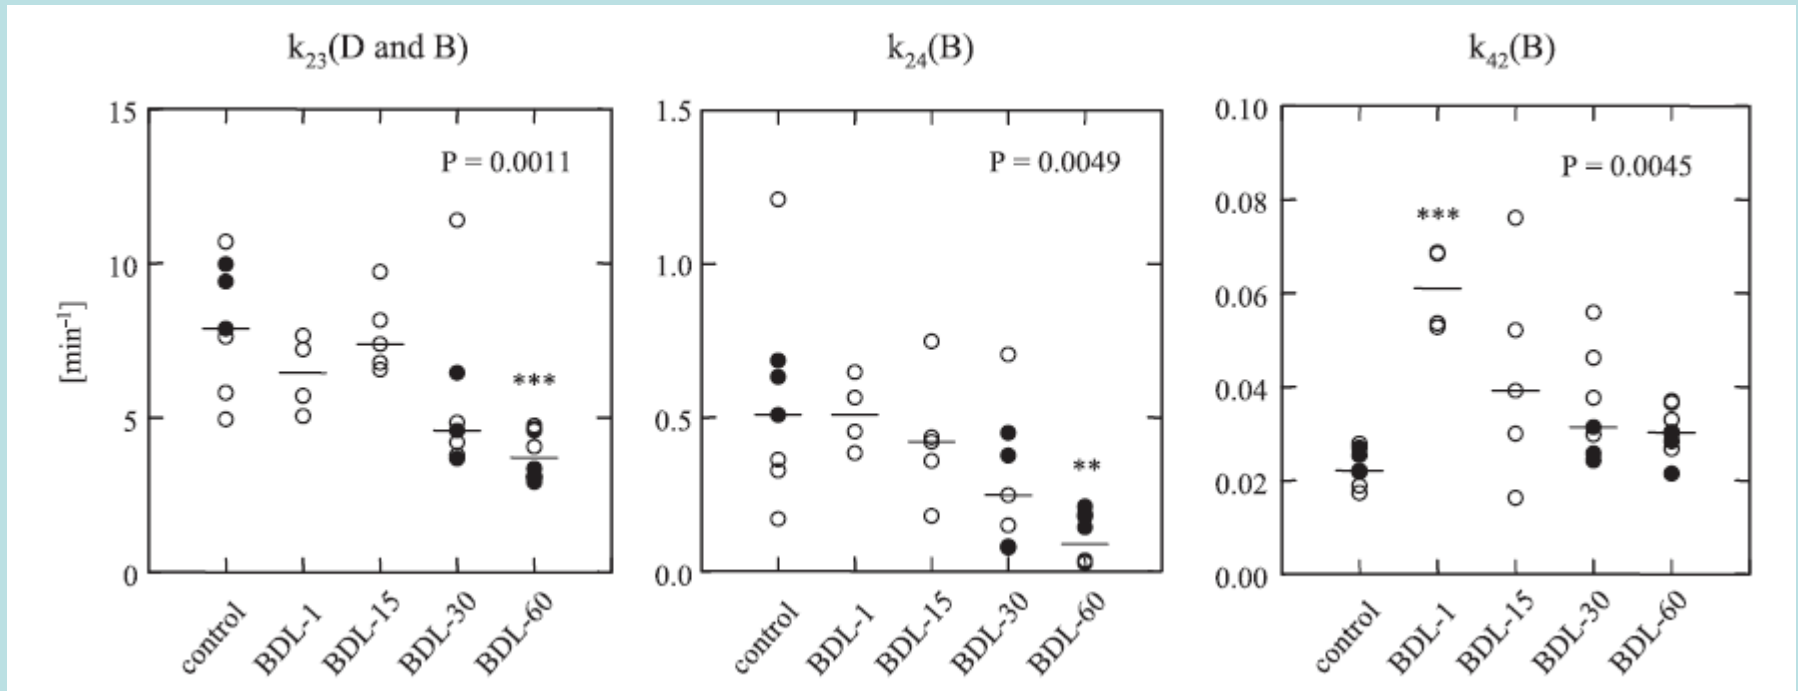 k₂₃(D and B)
k₂₄(B)
k₄₂(B)
[min⁻¹]
15
10
5
0
P = 0.0011
***
control
BDL-1
BDL-15
BDL-30
BDL-60
1.5
1.0
0.5
0.0
P = 0.0049
**
control
BDL-1
BDL-15
BDL-30
BDL-60
0.10
0.08
0.06
0.04
0.02
0.00
P = 0.0045
***
control
BDL-1
BDL-15
BDL-30
BDL-60